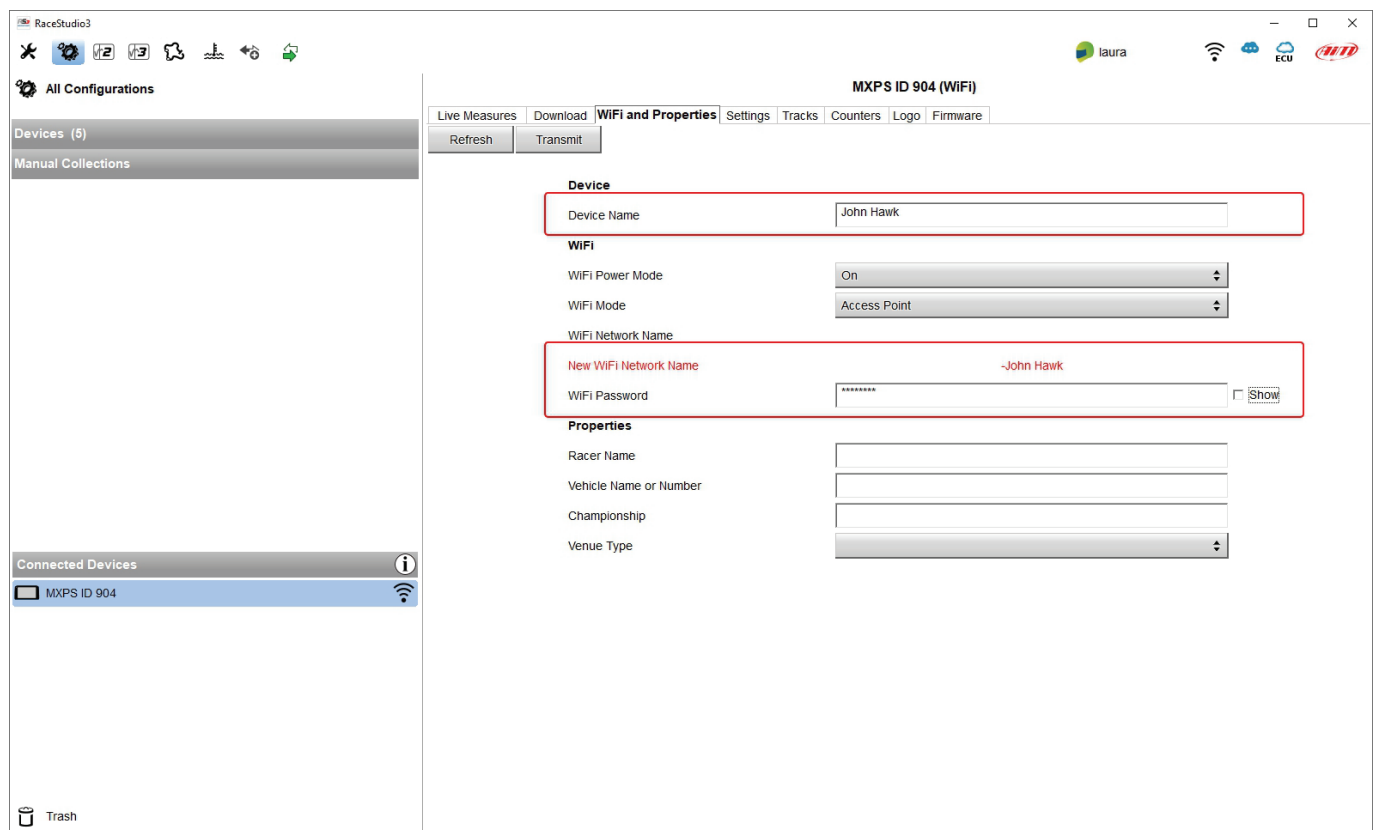 RaceStudio3
laura
ECU
AiM
All Configurations
Devices (5)
Manual Collections
Connected Devices
MXPS ID 904
Trash
MXPS ID 904 (WiFi)
Live Measures Download WiFi and Properties Settings Tracks Counters Logo Firmware
Refresh Transmit
Device
Device Name John Hawk
WiFi
WiFi Power Mode On
WiFi Mode Access Point
WiFi Network Name
New WiFi Network Name -John Hawk
WiFi Password ******** Show
Properties
Racer Name
Vehicle Name or Number
Championship
Venue Type